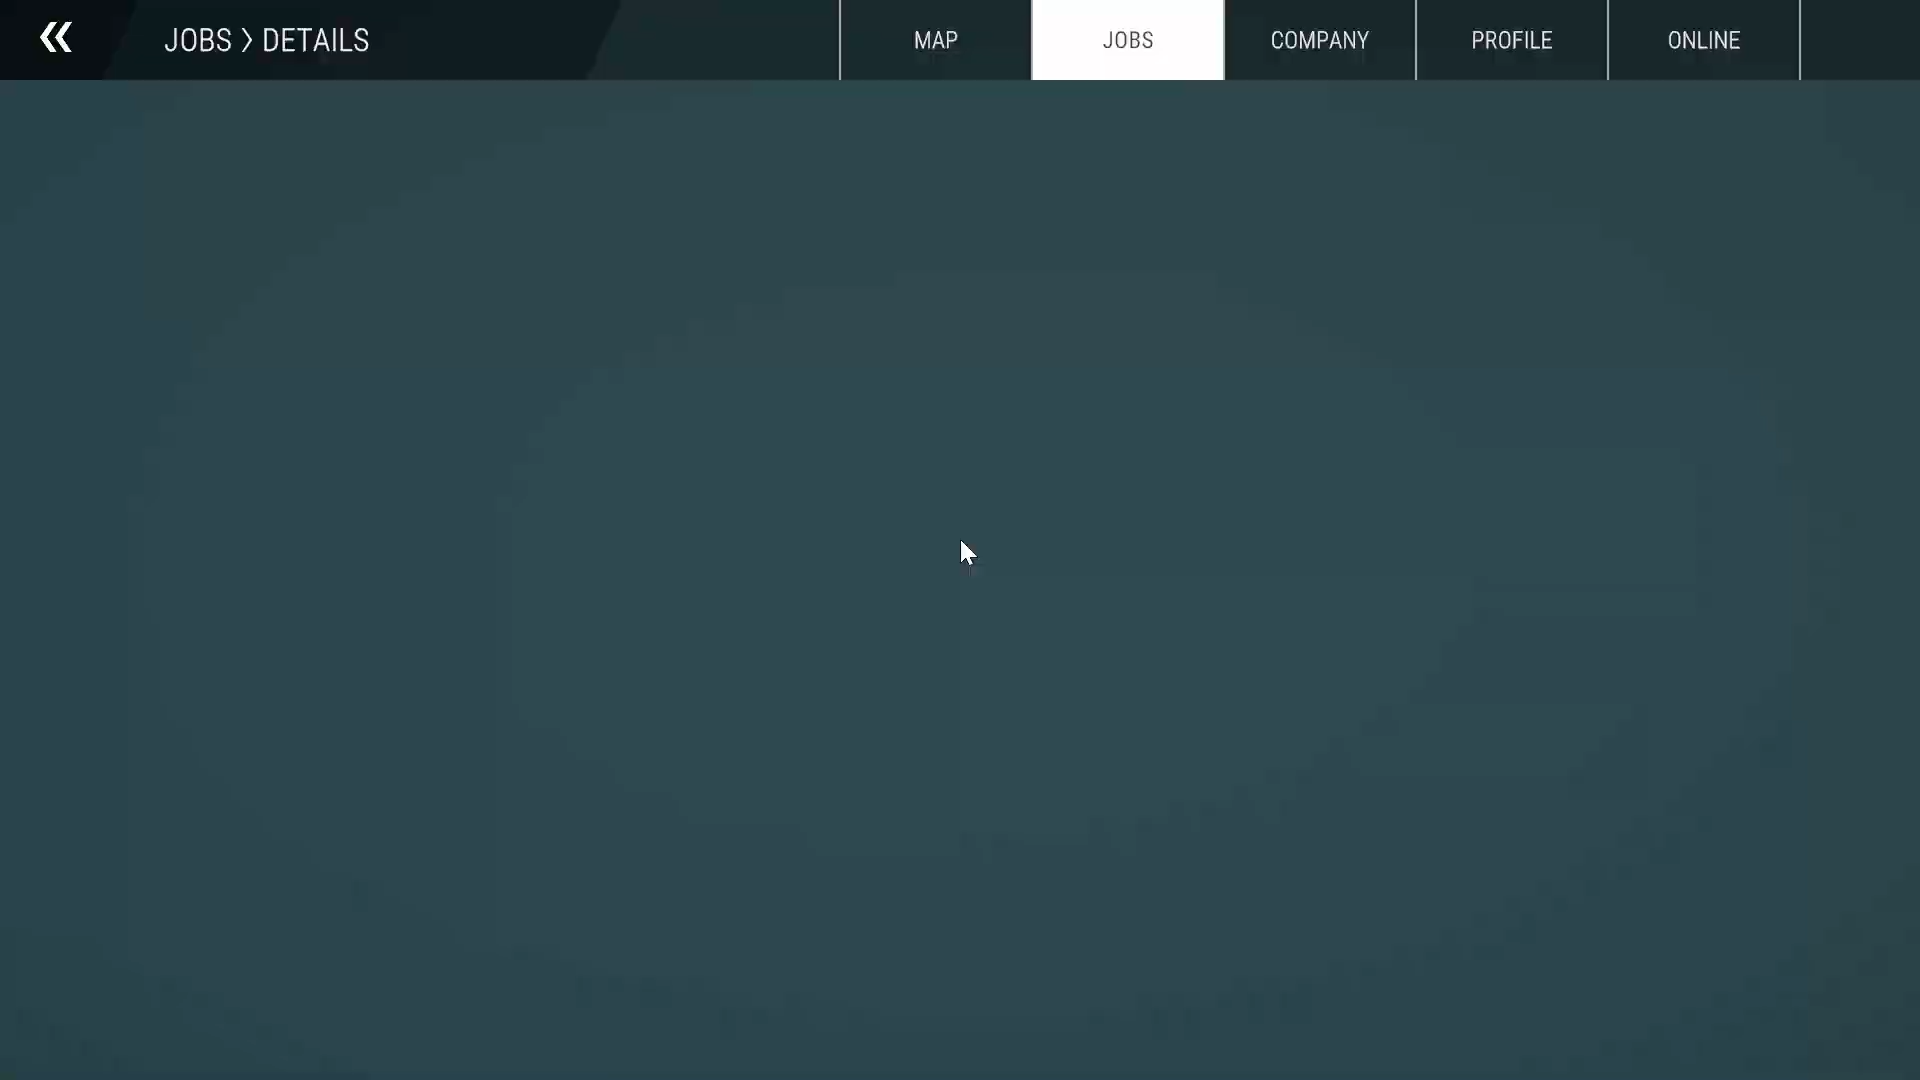 JOBS > DETAILS
MAP
JOBS
COMPANY
PROFILE
ONLINE